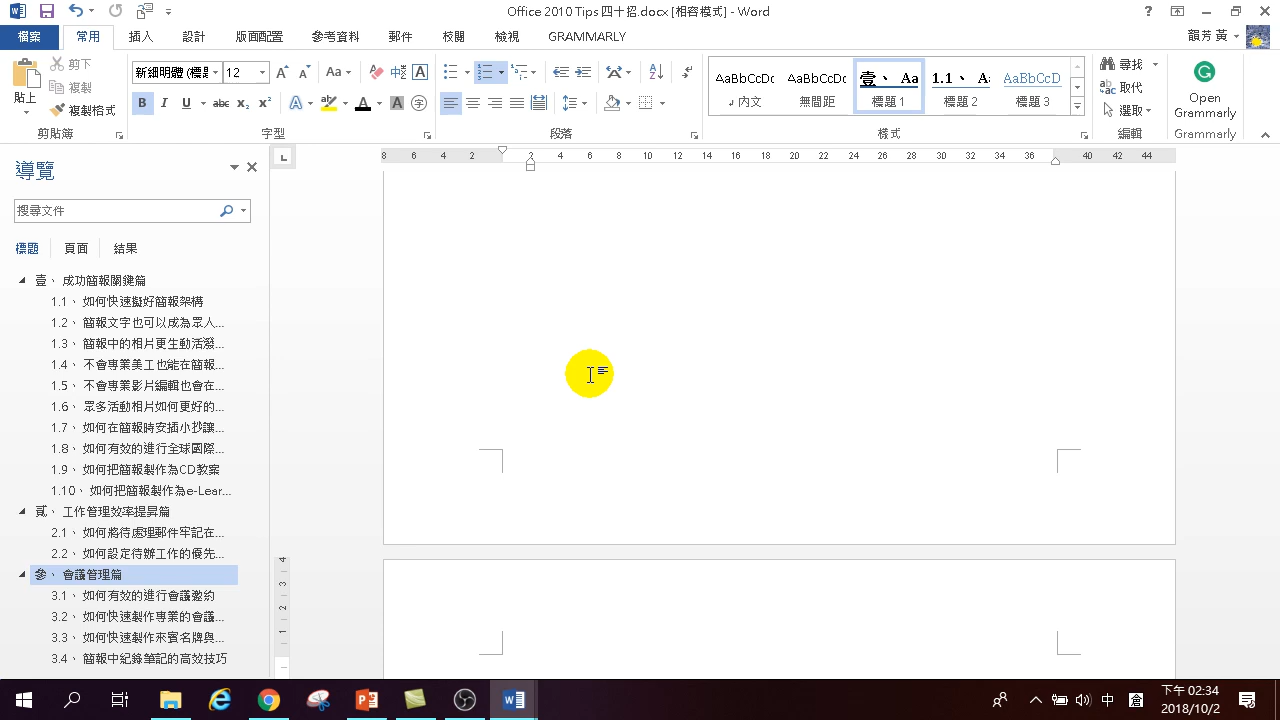 Office 2010 Tips 四十招.docx [相容模式] - Word
檔案 常用 插入 設計 版面配置 參考資料 郵件 校閱 檢視 GRAMMARLY 韻芳 黃
貼上 剪下 複製 複製格式 剪貼簿
新細明體 (標題 12 字型
段落
AaBbCcDc 內文
AaBbCcDc 無間距
壹、 Aa 標題 1
1.1、 A 標題 2
AaBbCcD 標題 3
樣式
尋找 取代 選取 編輯
Open Grammarly
Grammarly
導覽
搜尋文件
標題 頁面 結果
8 6 4 2 2 4 6 8 10 12 14 16 18 20 22 24 26 28 30 32 34 36 40 42 44
壹、 成功簡報關鍵篇
1.1、 如何快速擬好簡報架構
1.2、 簡報文字也可以成為眾人...
1.3、 簡報中的相片更生動活潑...
1.4、 不會專業美工也能在簡報...
1.5、 不會專業影片編輯也會在...
1.6、 眾多活動相片如何更好的...
1.7、 如何在簡報時安插小抄讓...
1.8、 如何有效的進行全球國際...
1.9、 如何把簡報製作為CD教案
1.10、 如何把簡報製作為e-Lear...
貳、 工作管理效率提昇篇
2.1、 如何將待處理郵件牢記在...
2.2、 如何設定待辦工作的優先...
參、 會議管理篇
3.1、 如何有效的進行會議邀約
3.2、 如何快速製作專業的會議...
3.3、 如何快速製作來賓名牌與...
3.4、 簡報中紀錄筆記的高效技巧
4 3 2 1
中
下午 02:34
2018/10/2